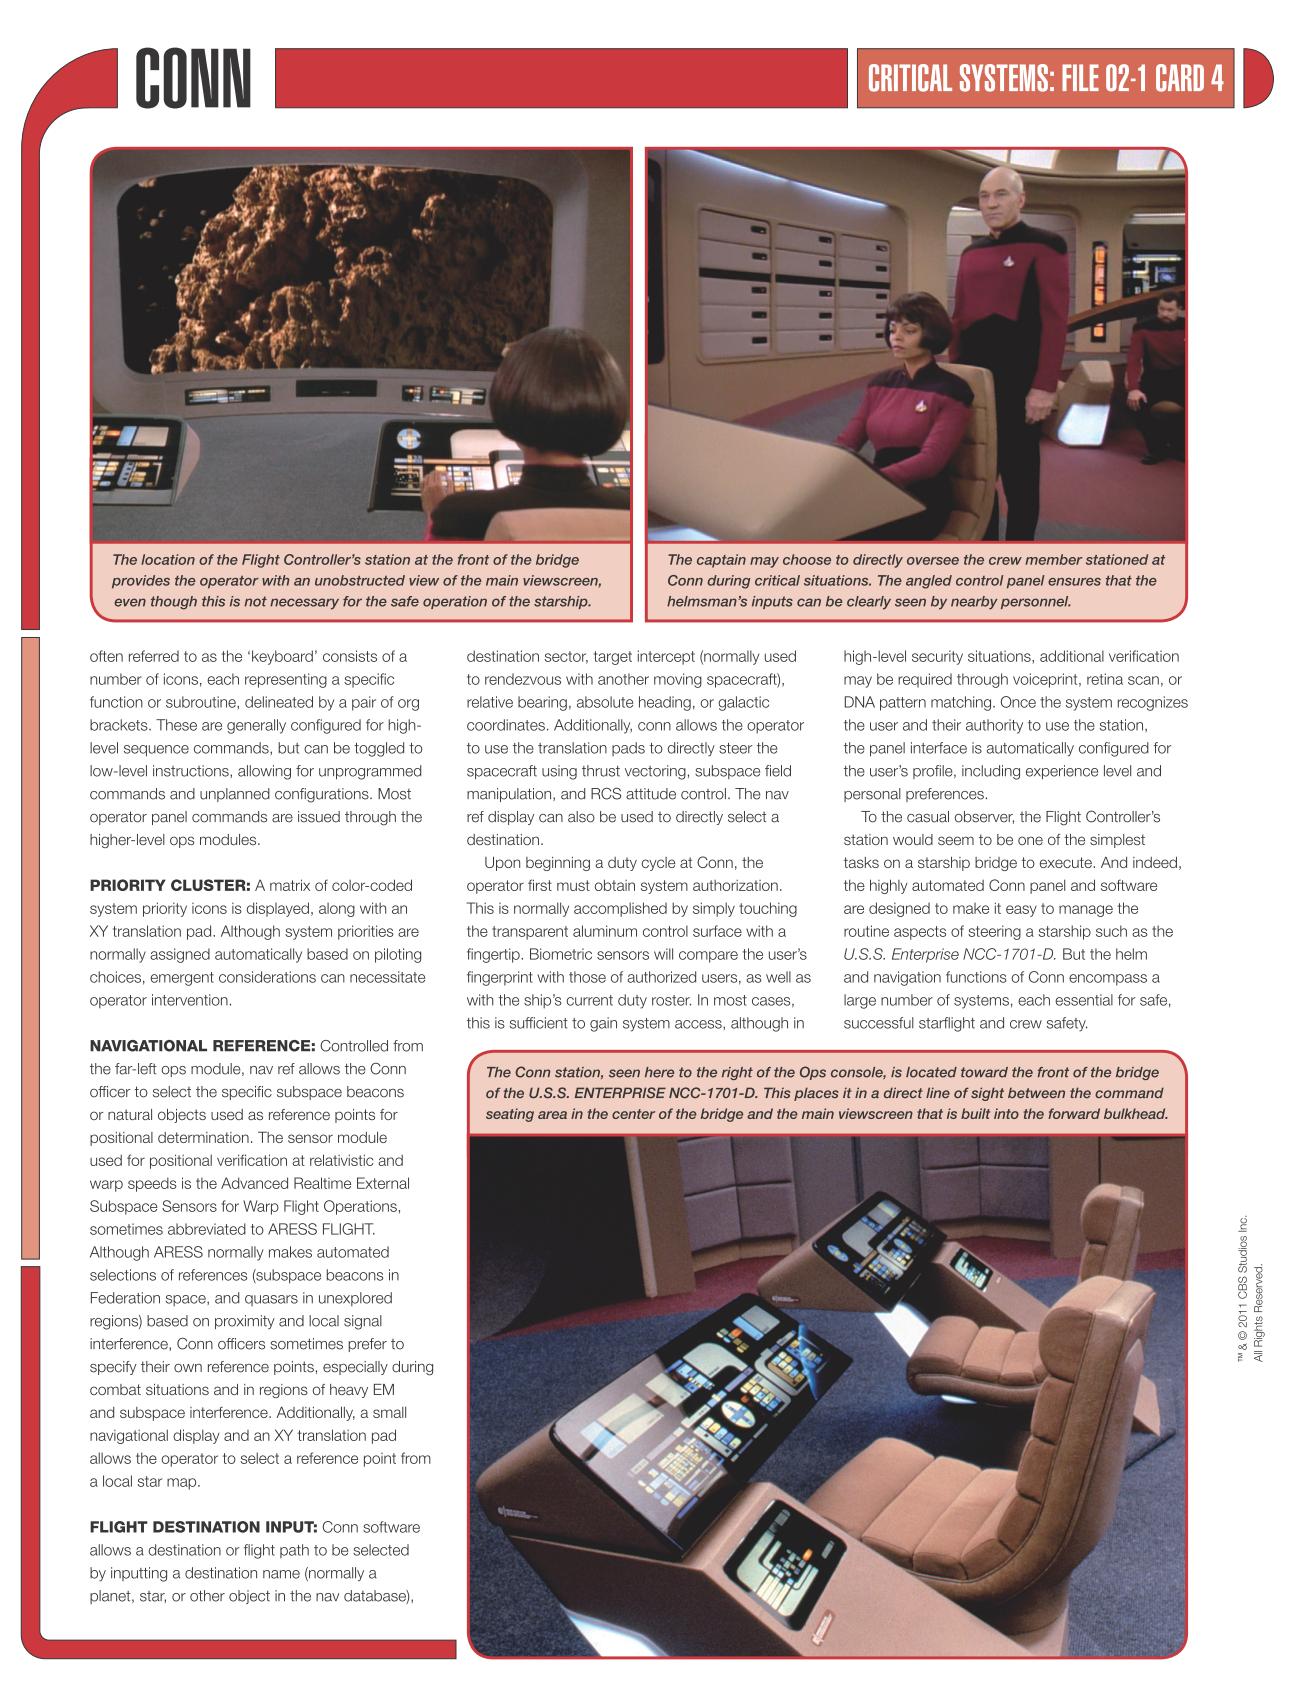 CONN
CRITICAL SYSTEMS: FILE 02-1 CARD 4
The location of the Flight Controller's station at the front of the bridge
provides the operator with an unobstructed view of the main viewscreen,
even though this is not necessary for the safe operation of the starship.
The captain may choose to directly oversee the crew member stationed at
Conn during critical situations. The angled control panel ensures that the
helmsman's inputs can be clearly seen by nearby personnel.
often referred to as the 'keyboard' consists of a
number of icons, each representing a specific
function or subroutine, delineated by a pair of org
brackets. These are generally configured for high-
level sequence commands, but can be toggled to
low-level instructions, allowing for unprogrammed
commands and unplanned configurations. Most
operator panel commands are issued through the
higher-level ops modules.
PRIORITY CLUSTER: A matrix of color-coded
system priority icons is displayed, along with an
XY translation pad. Although system priorities are
normally assigned automatically based on piloting
choices, emergent considerations can necessitate
operator intervention.
NAVIGATIONAL REFERENCE: Controlled from
the far-left ops module, nav ref allows the Conn
officer to select the specific subspace beacons
or natural objects used as reference points for
positional determination. The sensor module
used for positional verification at relativistic and
warp speeds is the Advanced Realtime External
Subspace Sensors for Warp Flight Operations,
sometimes abbreviated to ARESS FLIGHT.
Although ARESS normally makes automated
selections of references (subspace beacons in
Federation space, and quasars in unexplored
regions) based on proximity and local signal
interference, Conn officers sometimes prefer to
specify their own reference points, especially during
combat situations and in regions of heavy EM
and subspace interference. Additionally, a small
navigational display and an XY translation pad
allows the operator to select a reference point from
a local star map.
FLIGHT DESTINATION INPUT: Conn software
allows a destination or flight path to be selected
by inputting a destination name (normally a
planet, star, or other object in the nav database),
destination sector, target intercept (normally used
to rendezvous with another moving spacecraft),
relative bearing, absolute heading, or galactic
coordinates. Additionally, conn allows the operator
to use the translation pads to directly steer the
spacecraft using thrust vectoring, subspace field
manipulation, and RCS attitude control. The nav
ref display can also be used to directly select a
destination.
Upon beginning a duty cycle at Conn, the
operator first must obtain system authorization.
This is normally accomplished by simply touching
the transparent aluminum control surface with a
fingertip. Biometric sensors will compare the user's
fingerprint with those of authorized users, as well as
with the ship's current duty roster. In most cases,
this is sufficient to gain system access, although in
high-level security situations, additional verification
may be required through voiceprint, retina scan, or
DNA pattern matching. Once the system recognizes
the user and their authority to use the station,
the panel interface is automatically configured for
the user's profile, including experience level and
personal preferences.
To the casual observer, the Flight Controller's
station would seem to be one of the simplest
tasks on a starship bridge to execute. And indeed,
the highly automated Conn panel and software
are designed to make it easy to manage the
routine aspects of steering a starship such as the
U.S.S. Enterprise NCC-1701-D. But the helm
and navigation functions of Conn encompass a
large number of systems, each essential for safe,
successful starflight and crew safety.
The Conn station, seen here to the right of the Ops console, is located toward the front of the bridge
of the U.S.S. ENTERPRISE NCC-1701-D. This places it in a direct line of sight between the command
seating area in the center of the bridge and the main viewscreen that is built into the forward bulkhead.
™ & © 2011 CBS Studios Inc.
All Rights Reserved.